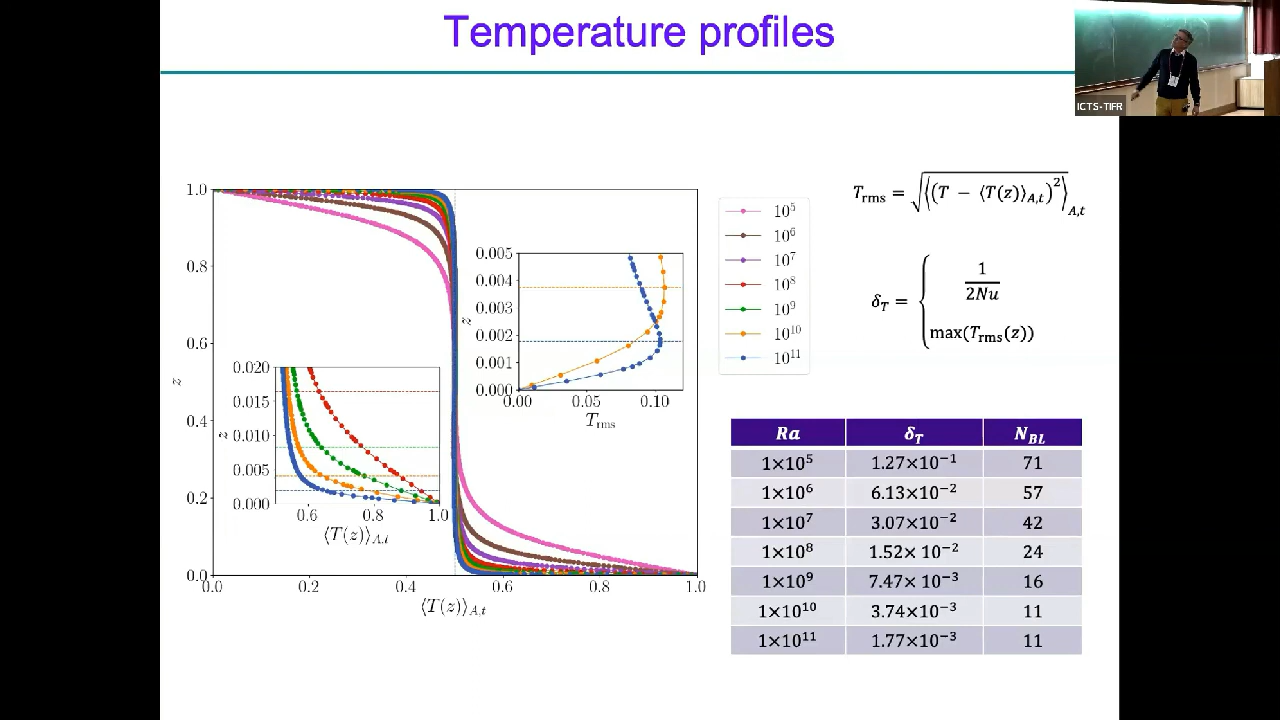 Temperature profiles
ICTS-TIFR
1.0
0.8
0.6
0.4
0.2
0.0
z
0.0 0.2 0.4 0.6 0.8 1.0
⟨T(z)⟩A,t
0.020
0.015
0.010
0.005
0.000
z
0.6 0.8 1.0
⟨T(z)⟩A,t
0.005
0.004
0.003
0.002
0.001
0.000
z
0.00 0.05 0.10
Trms
10⁵
10⁶
10⁷
10⁸
10⁹
10¹⁰
10¹¹
Trms = √⟨(T − ⟨T(z)⟩A,t)²⟩A,t
δT = { 1/2Nu
max(Trms(z))
Ra δT NBL
1×10⁵ 1.27×10⁻¹ 71
1×10⁶ 6.13×10⁻² 57
1×10⁷ 3.07×10⁻² 42
1×10⁸ 1.52× 10⁻² 24
1×10⁹ 7.47×10⁻³ 16
1×10¹⁰ 3.74×10⁻³ 11
1×10¹¹ 1.77×10⁻³ 11